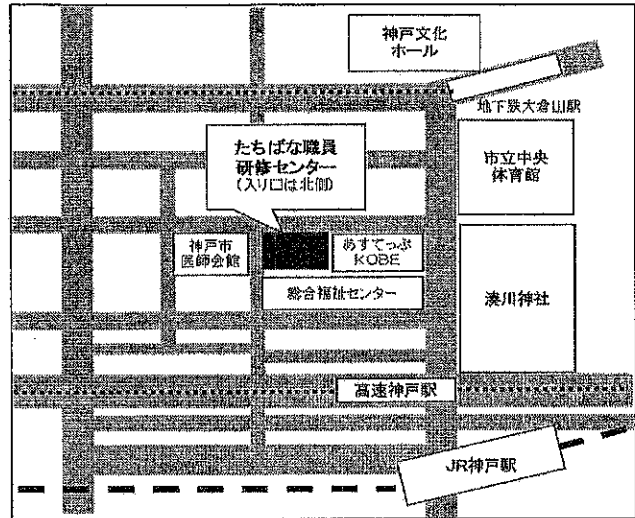 神戸文化
ホール
地下鉄大倉山駅
たちばな職員
研修センター
(入り口は北側)
市立中央
体育館
神戸市
医師会館
あすてっぷ
KOBE
総合福祉センター
湊川神社
高速神戸駅
JR神戸駅